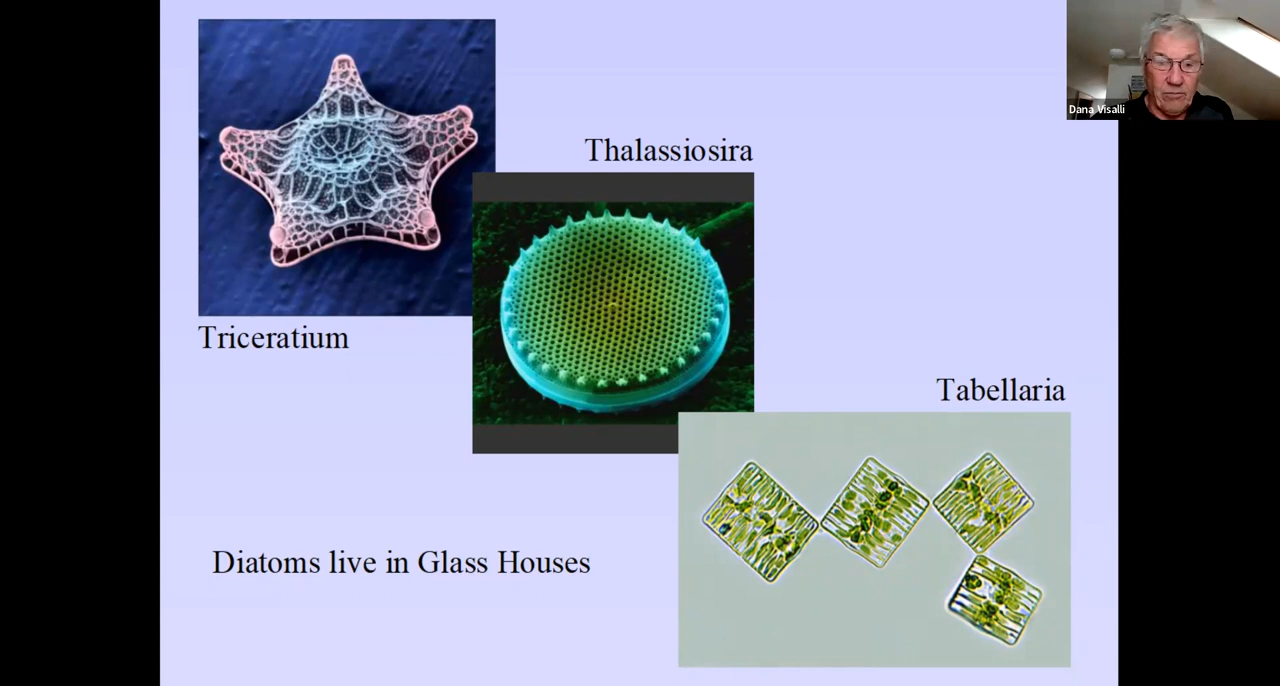 Dana Visalli
Thalassiosira
Triceratium
Tabellaria
Diatoms live in Glass Houses